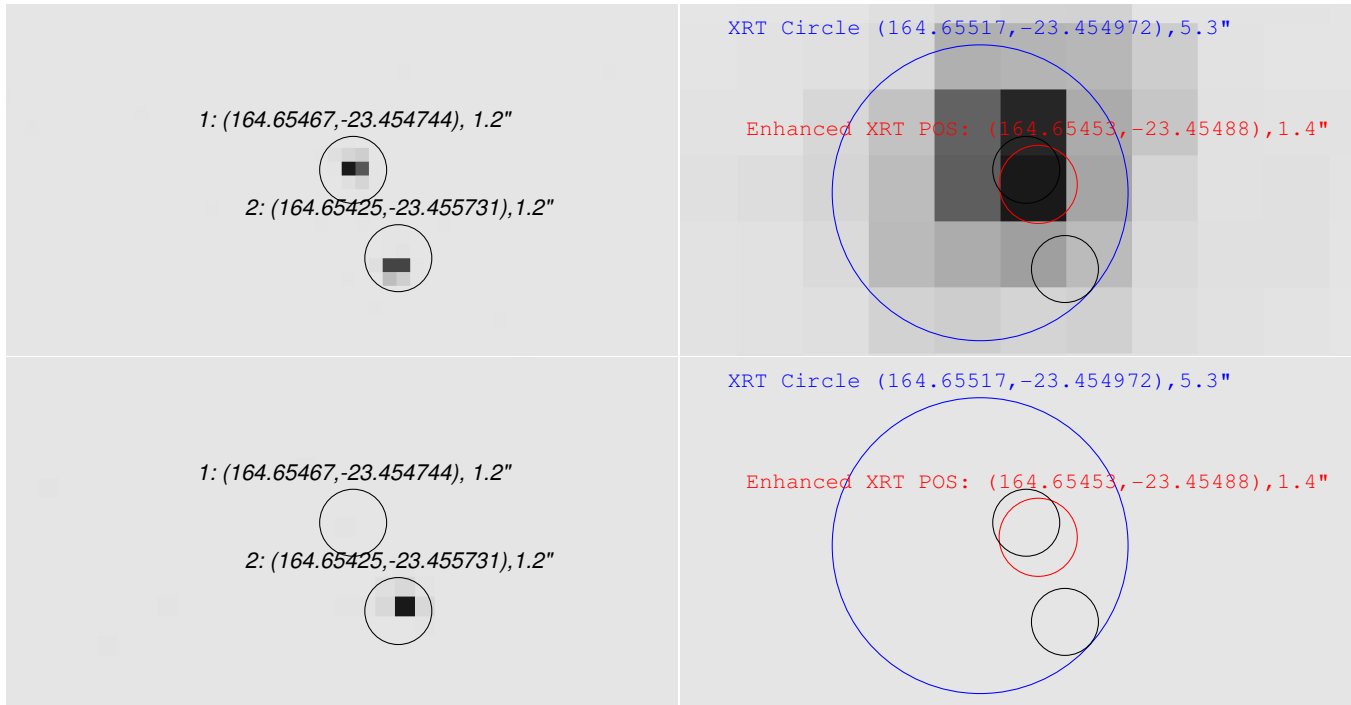 1: (164.65467,-23.454744), 1.2"
2: (164.65425,-23.455731),1.2"
XRT Circle (164.65517,-23.454972),5.3"
Enhanced XRT POS: (164.65453,-23.45488),1.4"
1: (164.65467,-23.454744), 1.2"
2: (164.65425,-23.455731),1.2"
XRT Circle (164.65517,-23.454972),5.3"
Enhanced XRT POS: (164.65453,-23.45488),1.4"